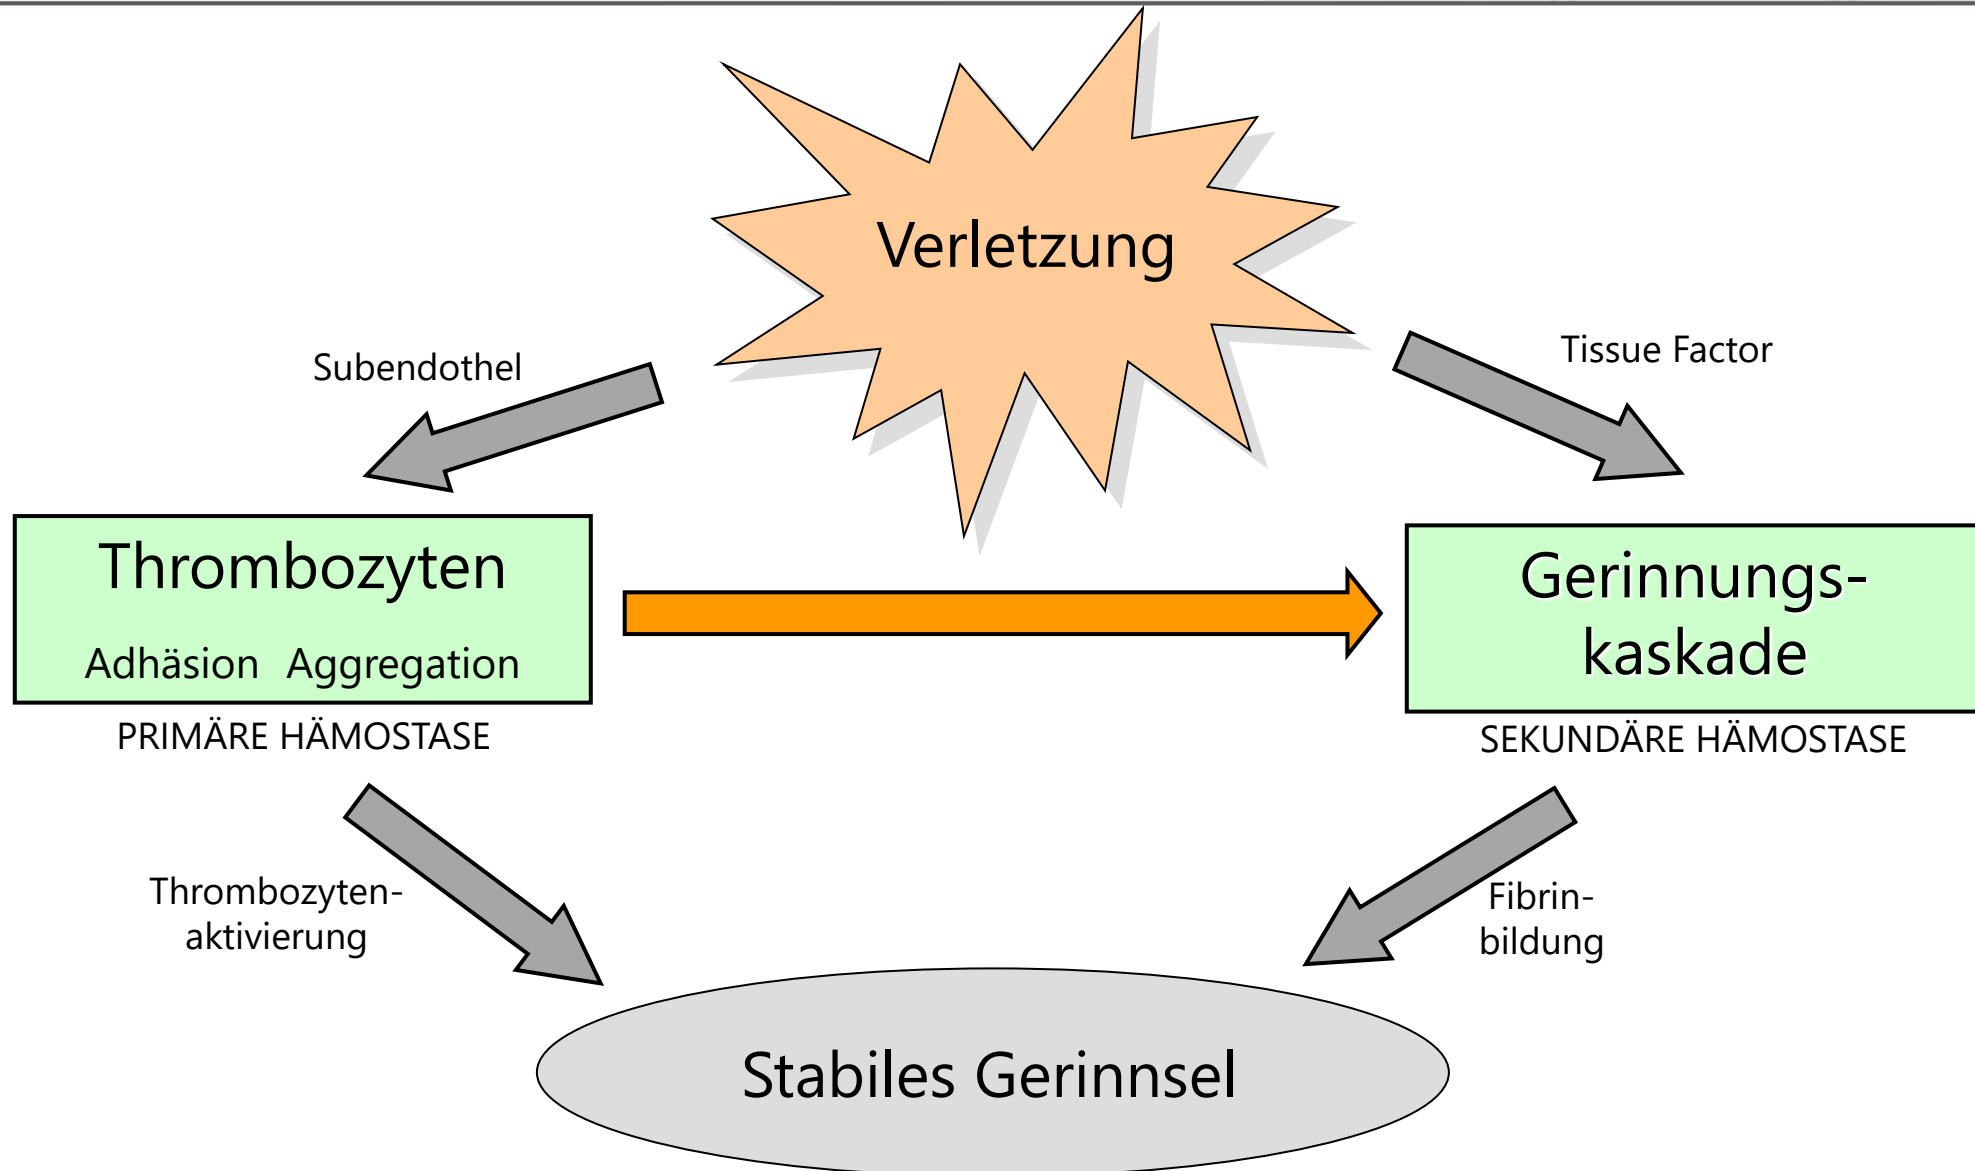 Verletzung
Subendothel
Tissue Factor
Thrombozyten
Adhäsion Aggregation
PRIMÄRE HÄMOSTASE
Gerinnungs-
kaskade
SEKUNDÄRE HÄMOSTASE
Thrombozyten-
aktivierung
Fibrin-
bildung
Stabiles Gerinnsel